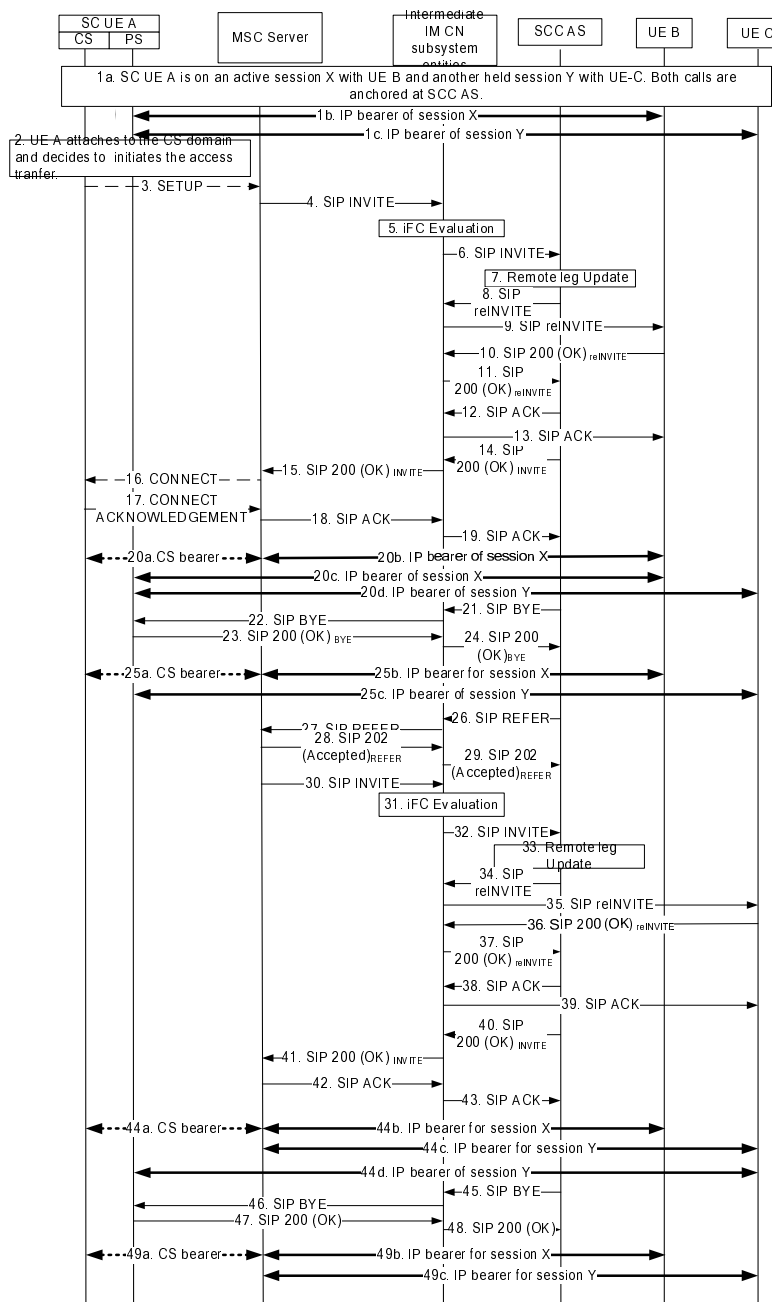 SC UE A
CS
PS
MSC Server
Intermediate
IM CN
subsystem
entities
SCC AS
UE B
UE C
1a. SC UE A is on an active session X with UE B and another held session Y with UE-C. Both calls are
anchored at SCC AS.
1b. IP bearer of session X
1c. IP bearer of session Y
2. UE A attaches to the CS domain
and decides to initiates the access
tranfer.
3. SETUP
4. SIP INVITE
5. iFC Evaluation
6. SIP INVITE
7. Remote leg Update
8. SIP
reINVITE
9. SIP reINVITE
10. SIP 200 (OK) reINVITE
11. SIP
200 (OK) reINVITE
12. SIP ACK
13. SIP ACK
14. SIP
200 (OK) INVITE
15. SIP 200 (OK) INVITE
16. CONNECT
17. CONNECT
ACKNOWLEDGEMENT
18. SIP ACK
19. SIP ACK
20a.CS bearer
20b. IP bearer of session X
20c. IP bearer of session X
20d. IP bearer of session Y
21. SIP BYE
22. SIP BYE
23. SIP 200 (OK) BYE
24. SIP 200
(OK)BYE
25a. CS bearer
25b. IP bearer for session X
25c. IP bearer of session Y
26. SIP REFER
27. SIP REFER
28. SIP 202
(Accepted)REFER
29. SIP 202
(Accepted)REFER
30. SIP INVITE
31. iFC Evaluation
32. SIP INVITE
33. Remote leg
Update
34. SIP
reINVITE
35. SIP reINVITE
36. SIP 200 (OK) reINVITE
37. SIP
200 (OK) reINVITE
38. SIP ACK
39. SIP ACK
40. SIP
200 (OK) INVITE
41. SIP 200 (OK) INVITE
42. SIP ACK
43. SIP ACK
44a. CS bearer
44b. IP bearer for session X
44c. IP bearer for session Y
44d. IP bearer of session Y
45. SIP BYE
46. SIP BYE
47. SIP 200 (OK)
48. SIP 200 (OK)
49a. CS bearer
49b. IP bearer for session X
49c. IP bearer for session Y